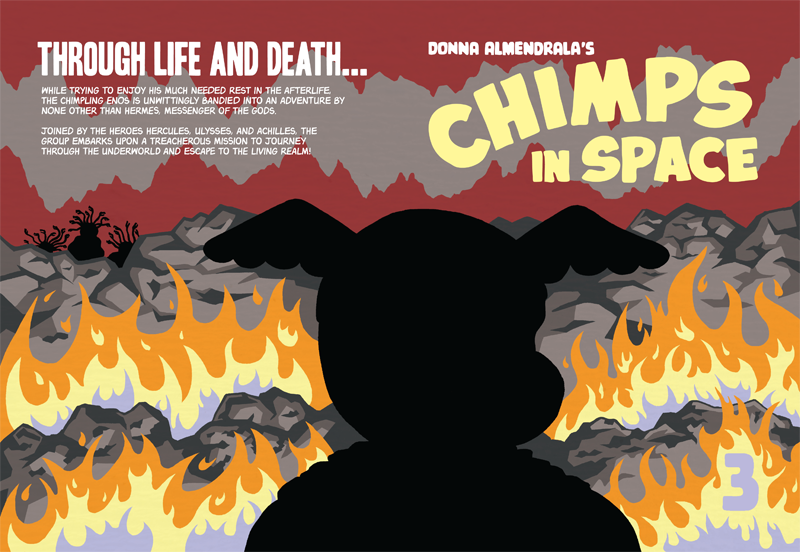 THROUGH LIFE AND DEATH...
WHILE TRYING TO ENJOY HIS MUCH NEEDED REST IN THE AFTERLIFE.
THE CHIMPLING ENOS IS UNWITTINGLY BANDIED INTO AN ADVENTURE BY
NONE OTHER THAN HERMES, MESSENGER OF THE GODS.
JOINED BY THE HEROES HERCULES, ULYSSES, AND ACHILLES, THE
GROUP EMBARKS UPON A TREACHEROUS MISSION TO JOURNEY
THROUGH THE UNDERWORLD AND ESCAPE TO THE LIVING REALM!
DONNA ALMENDRALA'S
CHIMPS
IN SPACE
3